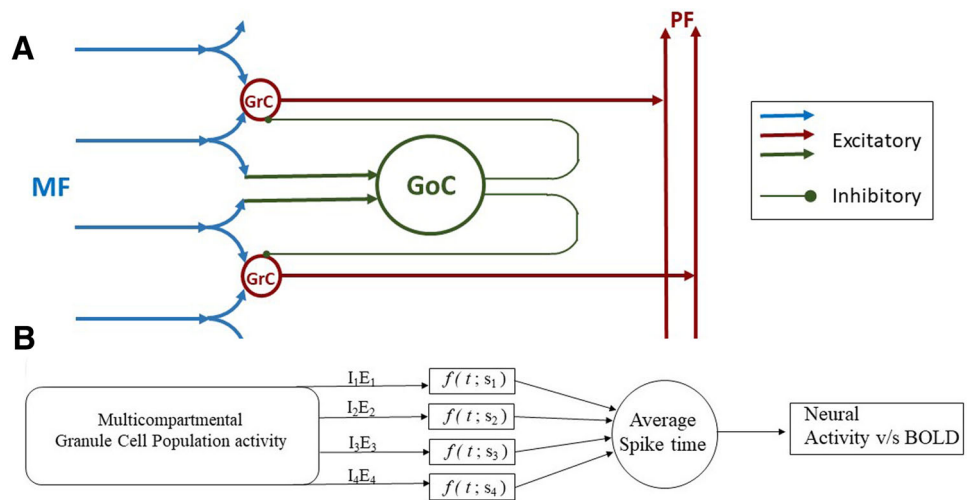 A
PF
GrC
MF
GoC
GrC
Excitatory
Inhibitory
B
Multicompartmental
Granule Cell Population activity
I₁E₁
I₂E₂
I₃E₃
I₄E₄
f( t ; s₁)
f( t ; s₂)
f( t ; s₃)
f( t ; s₄)
Average
Spike time
Neural
Activity v/s BOLD